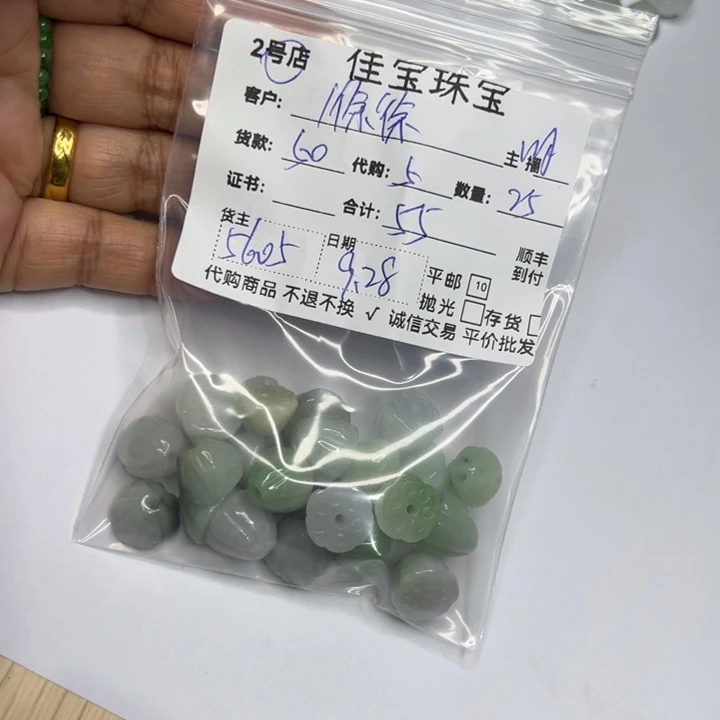 2号店 佳宝珠宝
客户: 徐徐
货款: 50 代购: 5 数量: 25 主播
证书: 合计: 55
货主 5605 日期 9.28 平邮 10 顺丰到付
抛光 存货
代购商品 不退不换 √ 诚信交易 平价批发